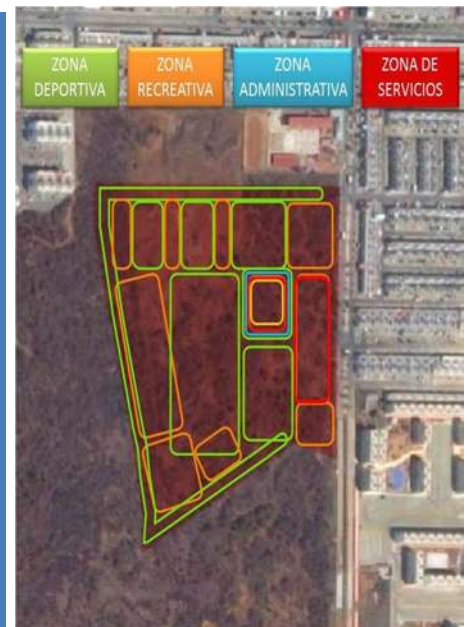 ZONA
DEPORTIVA
ZONA
RECREATIVA
ZONA
ADMINISTRATIVA
ZONA DE
SERVICIOS